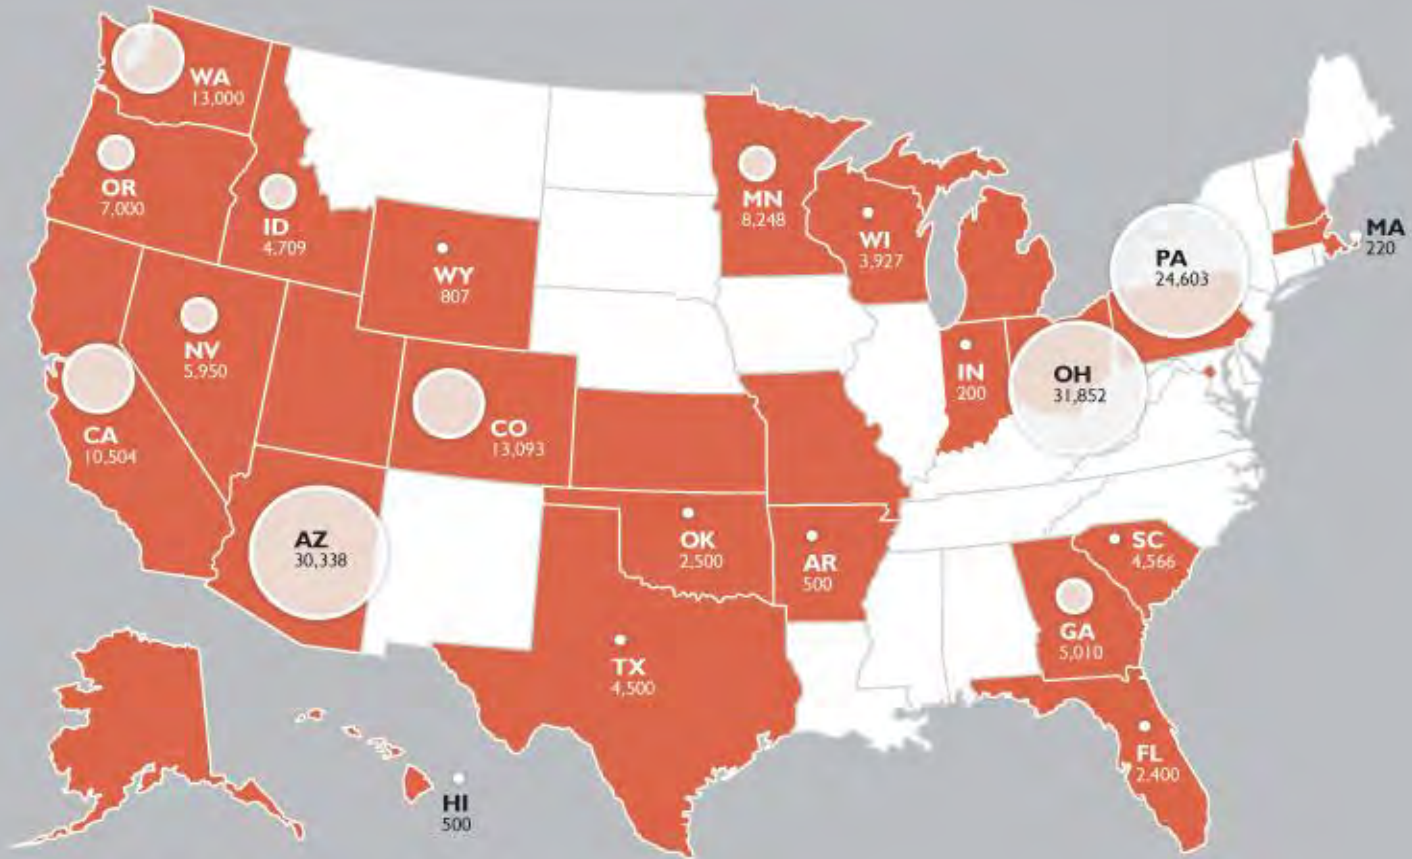 WA
13,000
OR
7,000
ID
4,709
WY
807
NV
5,950
CA
10,504
CO
13,093
AZ
30,338
MN
8,248
WI
3,927
IN
200
OH
31,852
PA
24,603
MA
220
OK
2,500
AR
500
TX
4,500
SC
4,566
GA
5,010
FL
2,400
HI
500